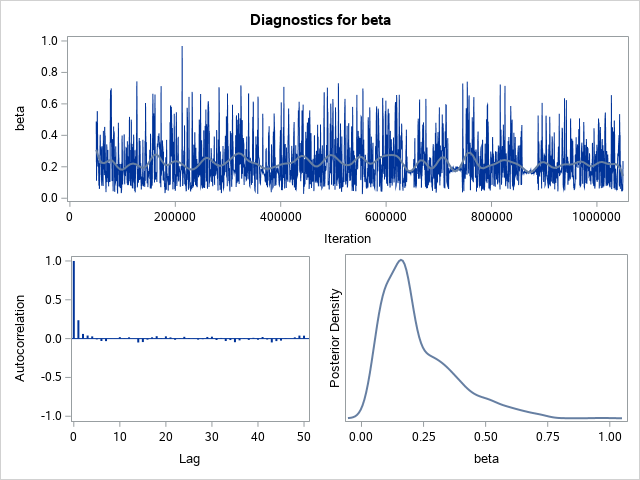 Diagnostics for beta
beta
1.0
0.8
0.6
0.4
0.2
0.0
0 200000 400000 600000 800000 1000000
Iteration
Autocorrelation
1.0
0.5
0.0
-0.5
-1.0
0 10 20 30 40 50
Lag
Posterior Density
0.00 0.25 0.50 0.75 1.00
beta